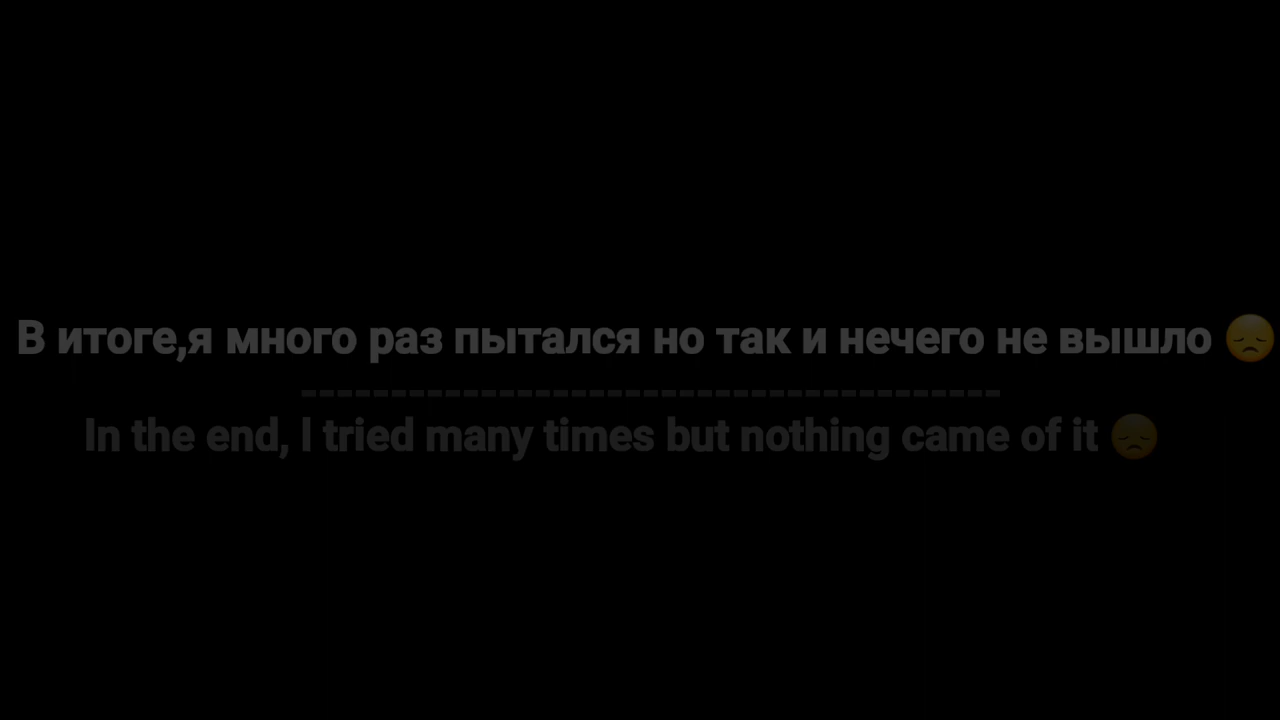 В итоге,я много раз пытался но так и нечего не вышло 😞
---------------------------------------
In the end, I tried many times but nothing came of it 😞